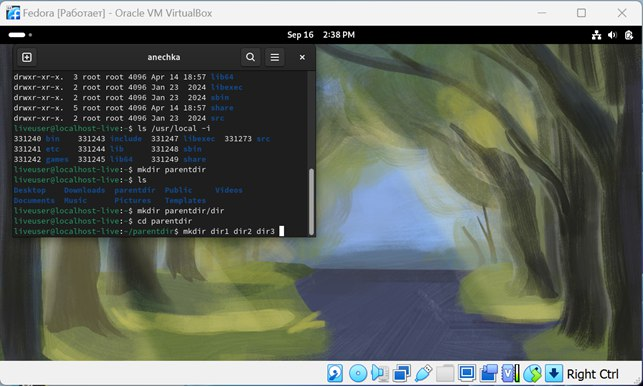 Fedora [Работает] - Oracle VM VirtualBox
Sep 16 2:38 PM
anechka
drwxr-xr-x. 3 root root 4096 Apr 14 18:57 lib64
drwxr-xr-x. 2 root root 4096 Jan 23 2024 libexec
drwxr-xr-x. 2 root root 4096 Jan 23 2024 sbin
drwxr-xr-x. 5 root root 4096 Apr 14 18:57 share
drwxr-xr-x. 2 root root 4096 Jan 23 2024 src
liveuser@localhost-live:~$ ls /usr/local -i
331240 bin 331243 include 331247 libexec 331273 src
331241 etc 331244 lib 331248 sbin
331242 games 331245 lib64 331249 share
liveuser@localhost-live:~$ mkdir parentdir
liveuser@localhost-live:~$ ls
Desktop Downloads parentdir Public Videos
Documents Music Pictures Templates
liveuser@localhost-live:~$ mkdir parentdir/dir
liveuser@localhost-live:~$ cd parentdir
liveuser@localhost-live:~/parentdir$ mkdir dir1 dir2 dir3
Right Ctrl